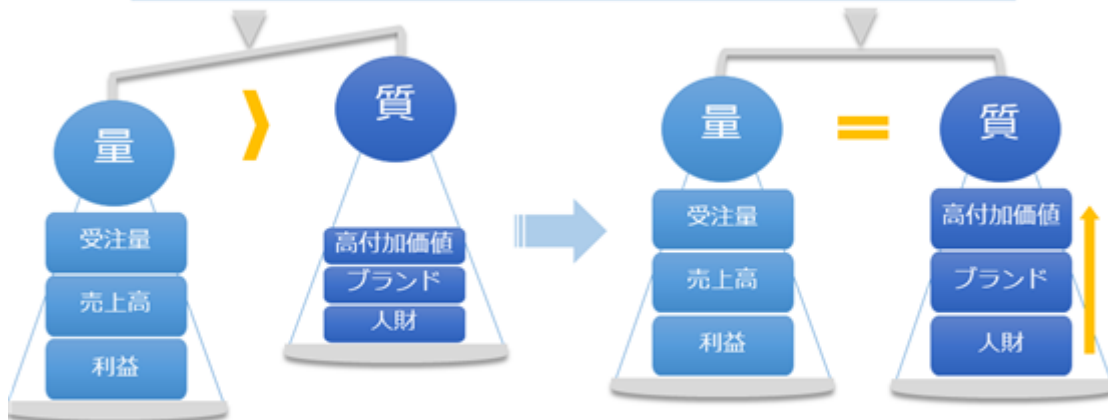 量
質
受注量
売上高
利益
高付加価値
ブランド
人財
量
質
受注量
売上高
利益
高付加価値
ブランド
人財